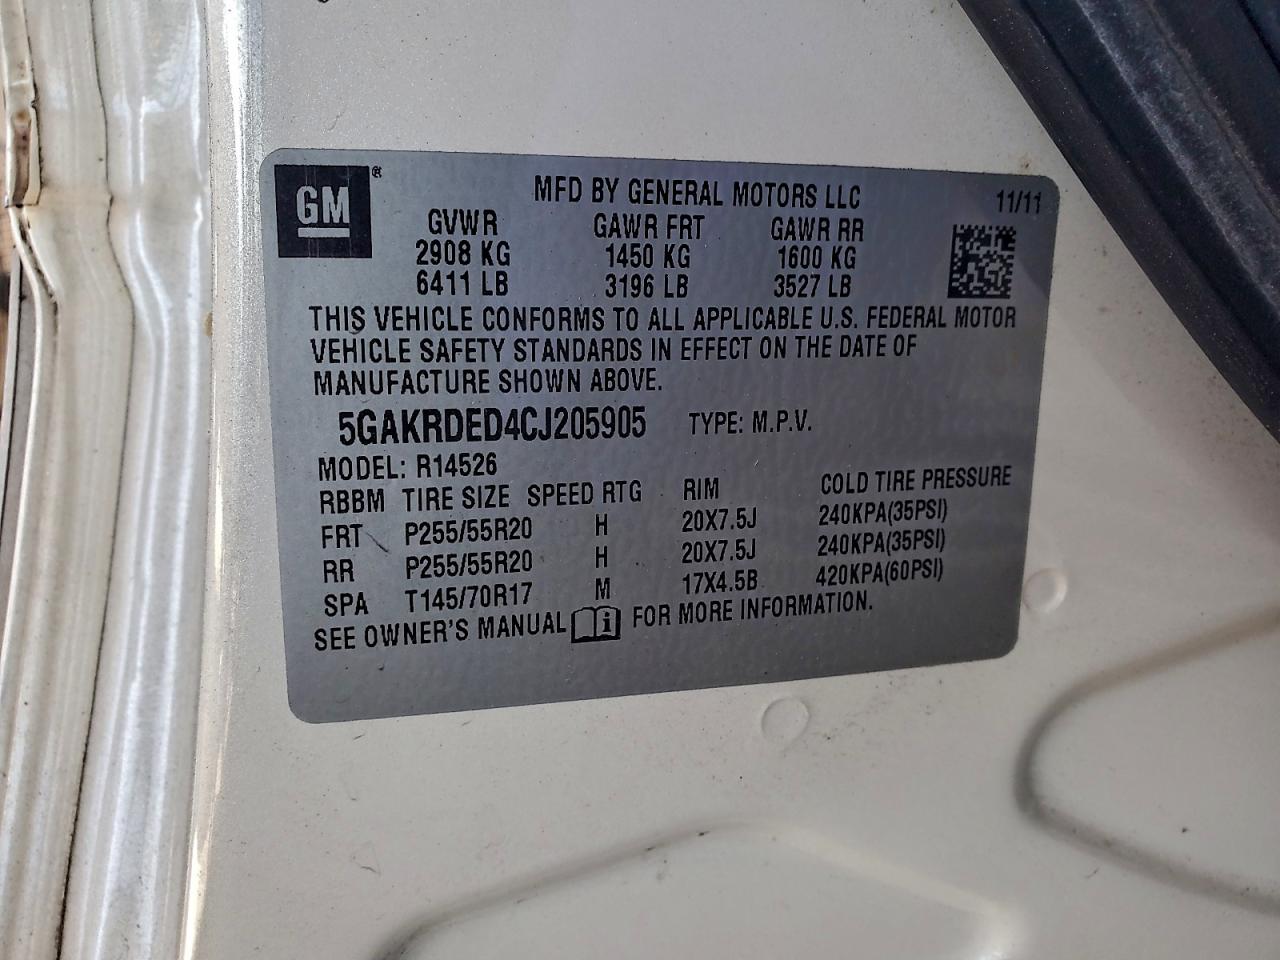 GM®
MFD BY GENERAL MOTORS LLC 11/11
GVWR GAWR FRT GAWR RR
2908 KG 1450 KG 1600 KG
6411 LB 3196 LB 3527 LB
THIS VEHICLE CONFORMS TO ALL APPLICABLE U.S. FEDERAL MOTOR
VEHICLE SAFETY STANDARDS IN EFFECT ON THE DATE OF
MANUFACTURE SHOWN ABOVE.
5GAKRDED4CJ205905 TYPE: M.P.V.
MODEL: R14526
RBBM TIRE SIZE SPEED RTG RIM COLD TIRE PRESSURE
FRT P255/55R20 H 20X7.5J 240KPA(35PSI)
RR P255/55R20 H 20X7.5J 240KPA(35PSI)
SPA T145/70R17 M 17X4.5B 420KPA(60PSI)
SEE OWNER'S MANUAL i FOR MORE INFORMATION.